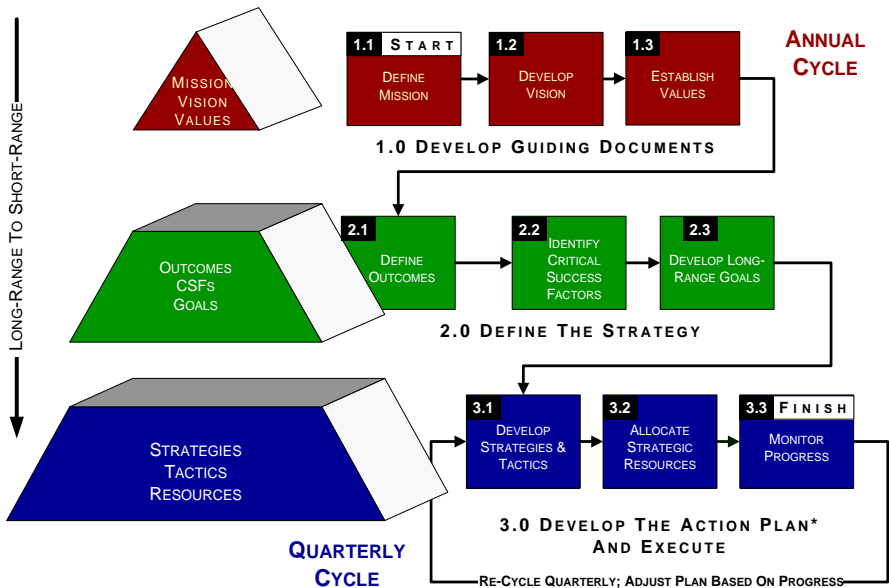 LONG-RANGE TO SHORT-RANGE
MISSION
VISION
VALUES
1.1 START
DEFINE
MISSION
1.2
DEVELOP
VISION
1.3
ESTABLISH
VALUES
ANNUAL
CYCLE
1.0 DEVELOP GUIDING DOCUMENTS
OUTCOMES
CSFS
GOALS
2.1
DEFINE
OUTCOMES
2.2
IDENTIFY
CRITICAL
SUCCESS
FACTORS
2.3
DEVELOP LONG-
RANGE GOALS
2.0 DEFINE THE STRATEGY
STRATEGIES
TACTICS
RESOURCES
3.1
DEVELOP
STRATEGIES &
TACTICS
3.2
ALLOCATE
STRATEGIC
RESOURCES
3.3 FINISH
MONITOR
PROGRESS
3.0 DEVELOP THE ACTION PLAN*
AND EXECUTE
QUARTERLY
CYCLE
RE-CYCLE QUARTERLY; ADJUST PLAN BASED ON PROGRESS